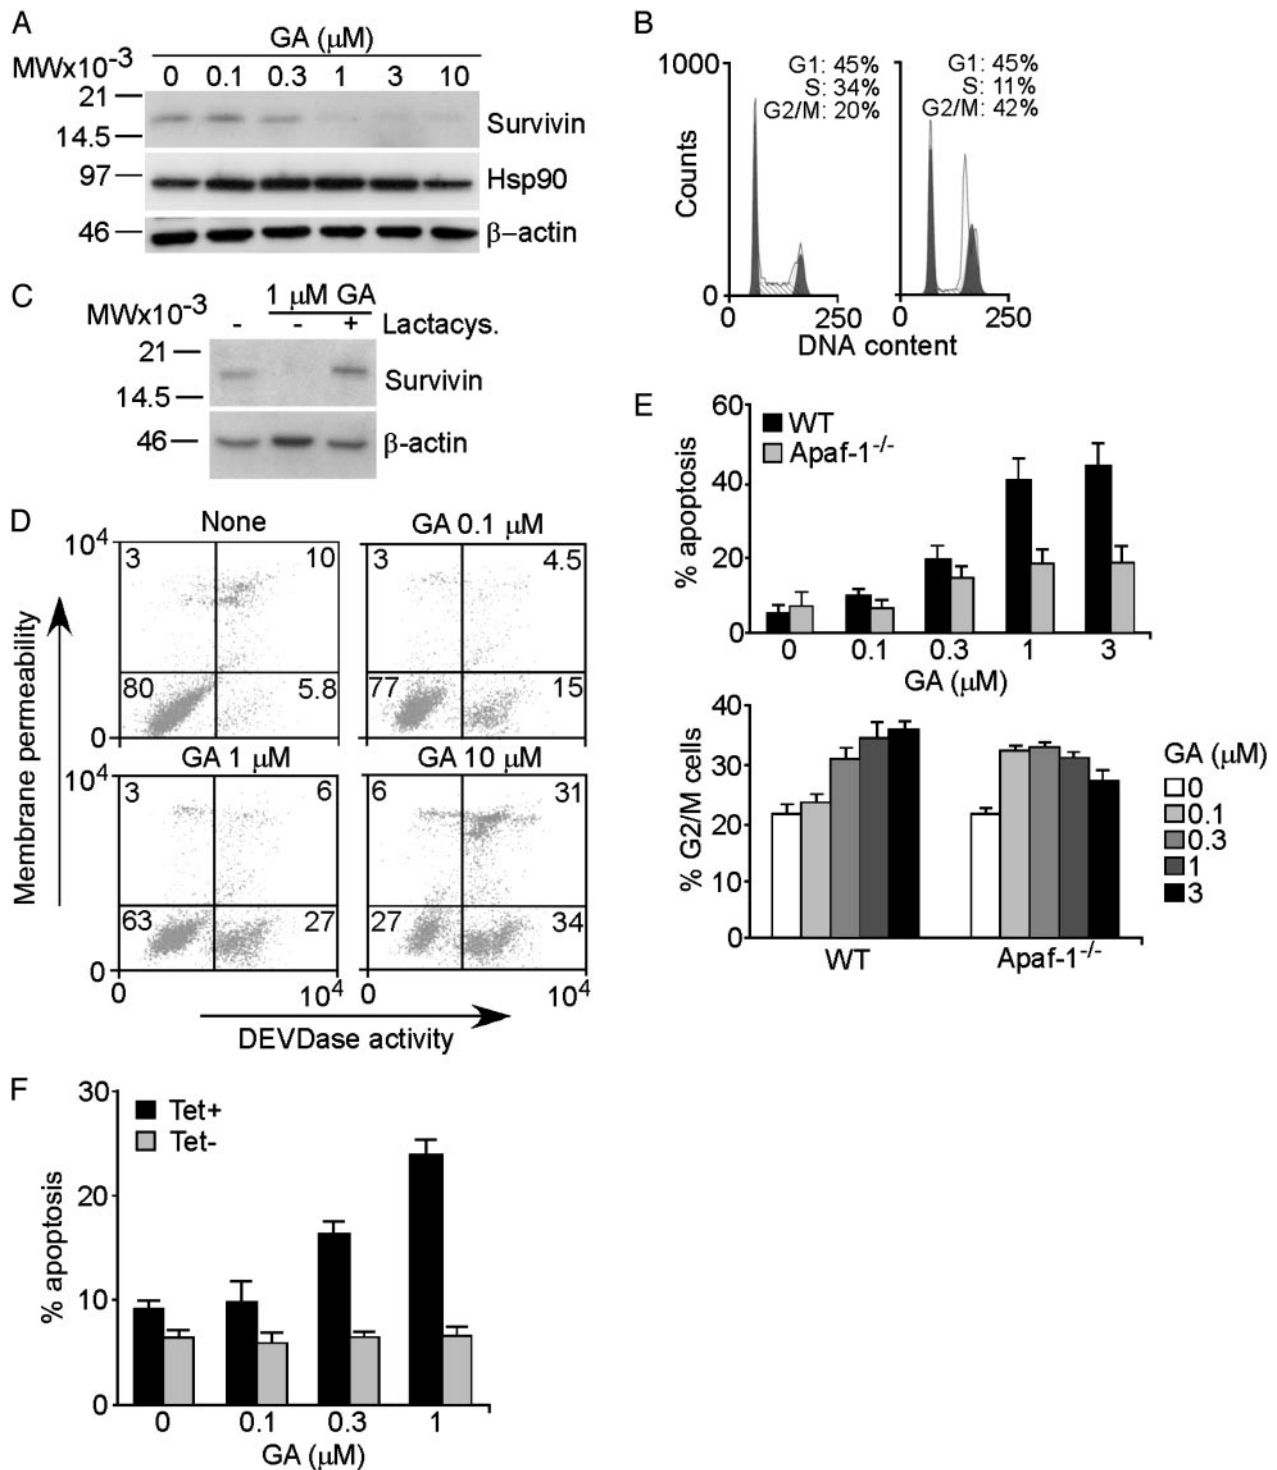 A
GA (μM)
MWx10-3
0 0.1 0.3 1 3 10
21
14.5
Survivin
97
Hsp90
46
β–actin
B
1000
Counts
0
G1: 45%
S: 34%
G2/M: 20%
G1: 45%
S: 11%
G2/M: 42%
0 250 0 250
DNA content
C
1 μM GA
MWx10-3
- - + Lactacys.
21
14.5
Survivin
46
β-actin
D
Membrane permeability
None
10⁴
3 10
80 5.8
0
GA 0.1 μM
3 4.5
77 15
GA 1 μM
10⁴
3 6
63 27
0
GA 10 μM
6 31
27 34
0 10⁴ 0 10⁴
DEVDase activity
E
60
40
20
0
% apoptosis
WT
Apaf-1-/-
0 0.1 0.3 1 3
GA (μM)
40
30
20
10
0
% G2/M cells
WT Apaf-1-/-
GA (μM)
0
0.1
0.3
1
3
F
30
20
10
0
% apoptosis
Tet+
Tet-
0 0.1 0.3 1
GA (μM)